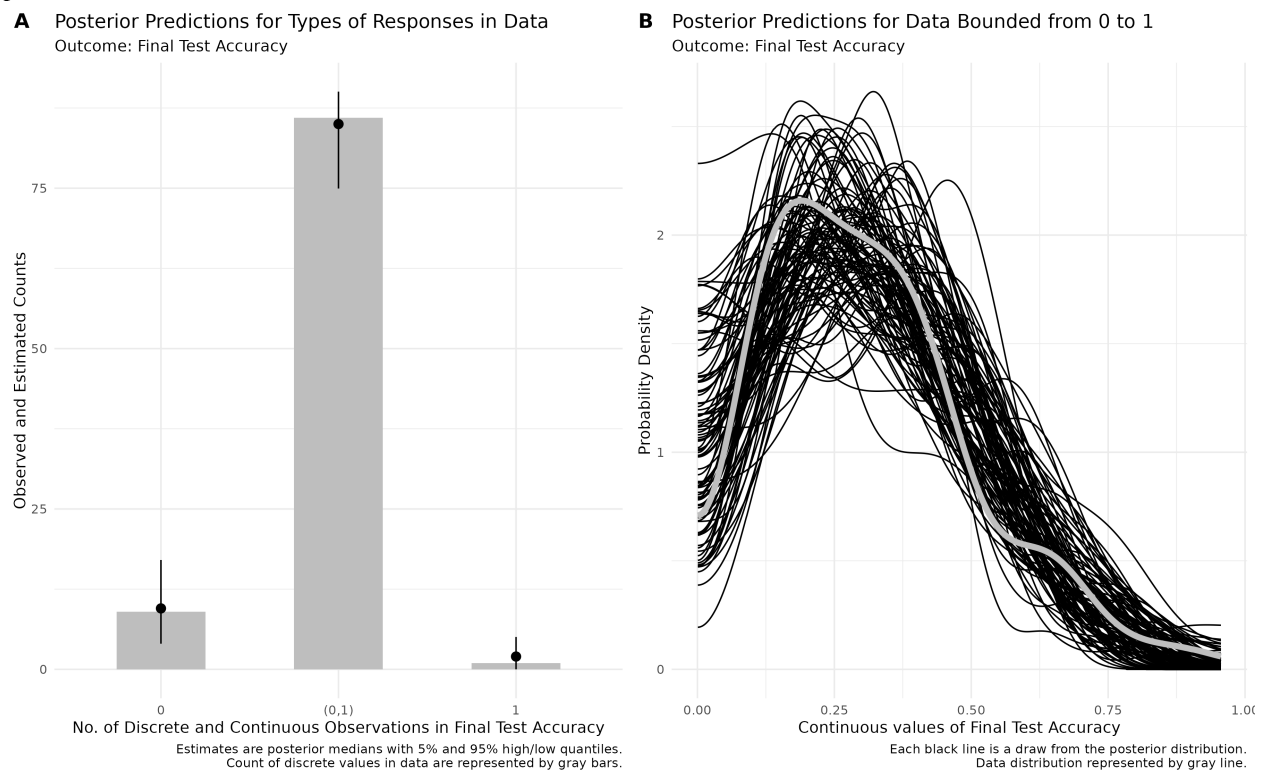 A Posterior Predictions for Types of Responses in Data
Outcome: Final Test Accuracy
Observed and Estimated Counts
75
50
25
0
0 (0,1) 1
No. of Discrete and Continuous Observations in Final Test Accuracy
Estimates are posterior medians with 5% and 95% high/low quantiles.
Count of discrete values in data are represented by gray bars.
B Posterior Predictions for Data Bounded from 0 to 1
Outcome: Final Test Accuracy
Probability Density
2
1
0
0.00 0.25 0.50 0.75 1.00
Continuous values of Final Test Accuracy
Each black line is a draw from the posterior distribution.
Data distribution represented by gray line.